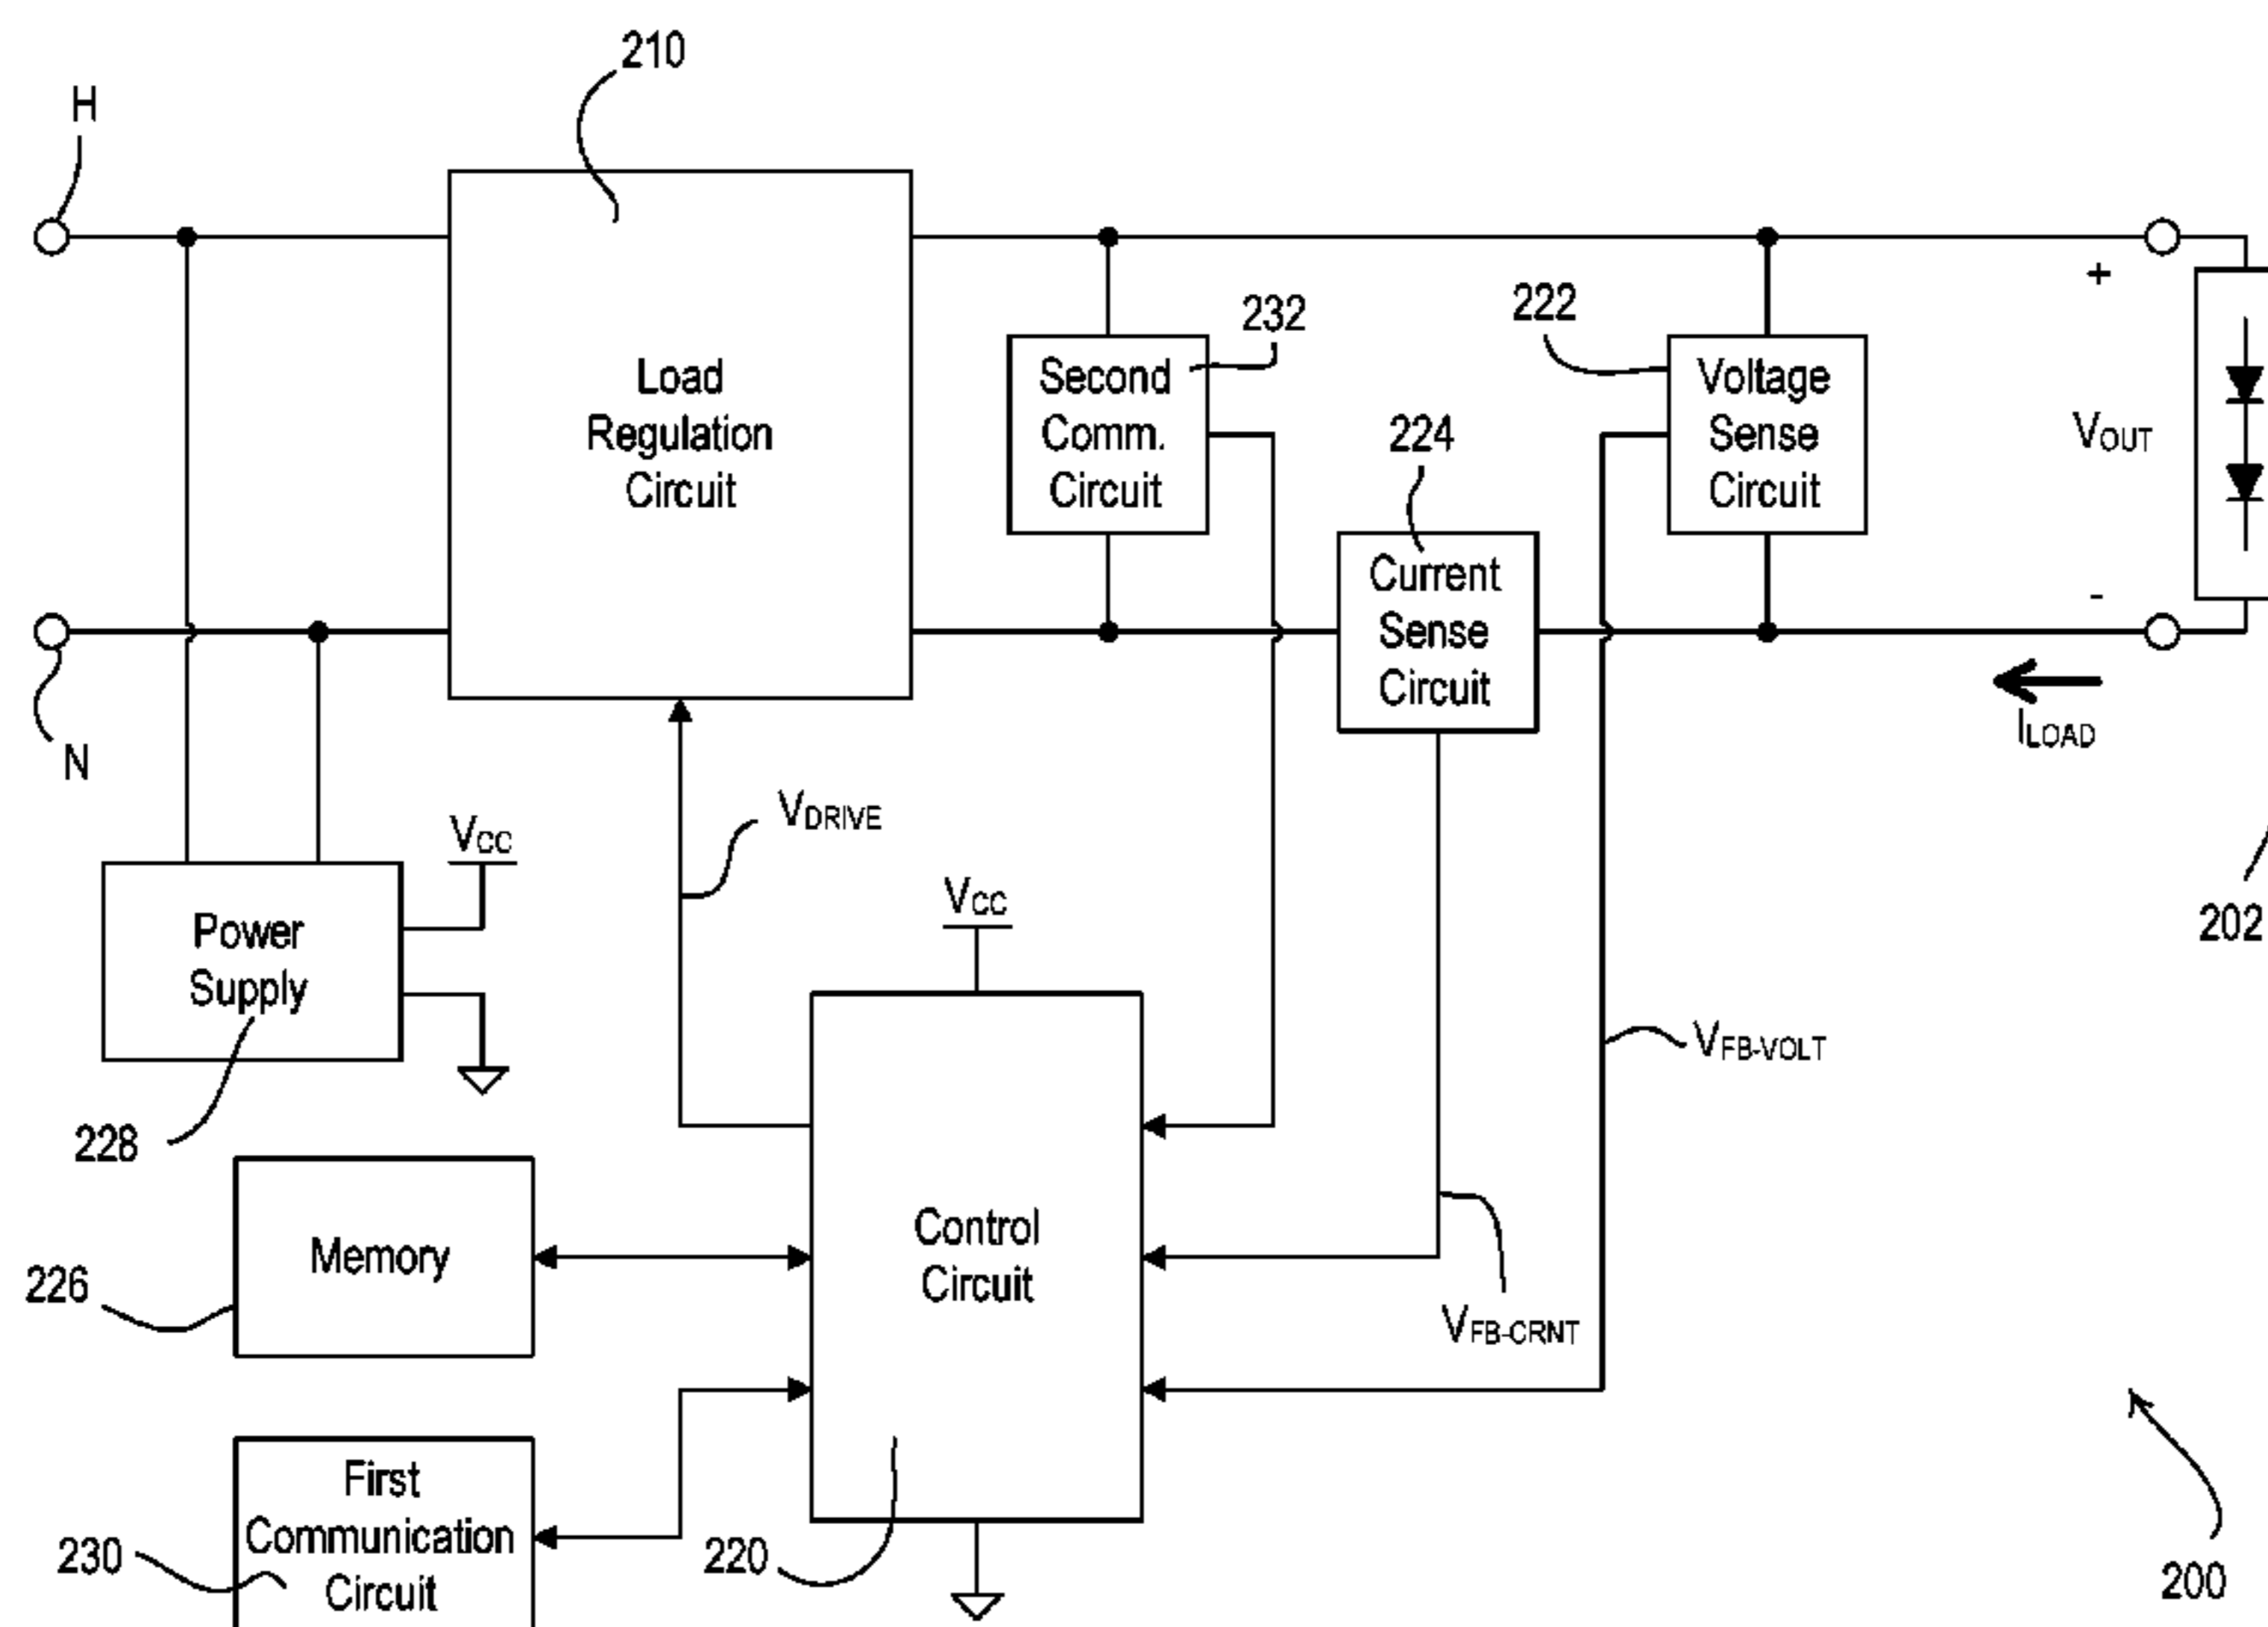 210
H
232
222
Load
Regulation
Circuit
Second
Comm.
Circuit
224
Voltage
Sense
Circuit
+
VOUT
-
Current
Sense
Circuit
ILOAD
N
VDRIVE
VCC
VCC
Power
Supply
202
VFB-VOLT
228
Memory
226
Control
Circuit
VFB-CRNT
First
Communication
Circuit
230
220
200